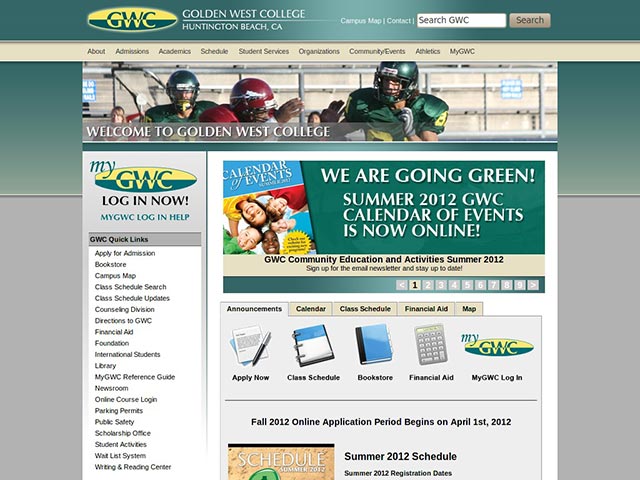 GWC
GOLDEN WEST COLLEGE
HUNTINGTON BEACH, CA
Campus Map | Contact |
Search GWC
Search
About
Admissions
Academics
Schedule
Student Services
Organizations
Community/Events
Athletics
MyGWC
WELCOME TO GOLDEN WEST COLLEGE
my
GWC
LOG IN NOW!
MYGWC LOG IN HELP
GWC Quick Links
Apply for Admission
Bookstore
Campus Map
Class Schedule Search
Class Schedule Updates
Counseling Division
Directions to GWC
Financial Aid
Foundation
International Students
Library
MyGWC Reference Guide
Newsroom
Online Course Login
Parking Permits
Public Safety
Scholarship Office
Student Activities
Wait List System
Writing & Reading Center
CALENDAR
of EVENTS
SUMMER 2012
WE ARE GOING GREEN!
SUMMER 2012 GWC
CALENDAR OF EVENTS
IS NOW ONLINE!
GWC Community Education and Activities Summer 2012
Sign up for the email newsletter and stay up to date!
< 1 2 3 4 5 6 7 8 9 >
Announcements
Calendar
Class Schedule
Financial Aid
Map
Apply Now
Class Schedule
Bookstore
Financial Aid
my
GWC
MyGWC Log In
Fall 2012 Online Application Period Begins on April 1st, 2012
SCHEDULE
SUMMER 2012
Summer 2012 Schedule
Summer 2012 Registration Dates